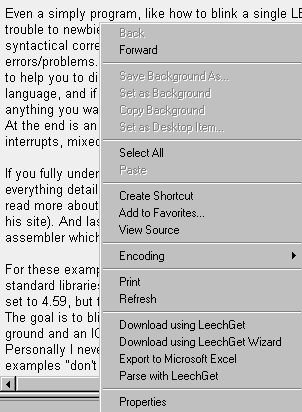 Even a simply program, like how to blink a single LE
trouble to newbie
syntactical corre
errors/problems.
to help you to di
language, and if
anything you wa
At the end is an
interrupts, mixed
If you fully under
everything detail
read more about
his site). And las
assembler which
For these examp
standard libraries
set to 4.59, but t
The goal is to bli
ground and an IC
Personally I neve
examples "don't
Back
Forward
Save Background As...
Set as Background
Copy Background
Set as Desktop Item...
Select All
Paste
Create Shortcut
Add to Favorites...
View Source
Encoding
Print
Refresh
Download using LeechGet
Download using LeechGet Wizard
Export to Microsoft Excel
Parse with LeechGet
Properties